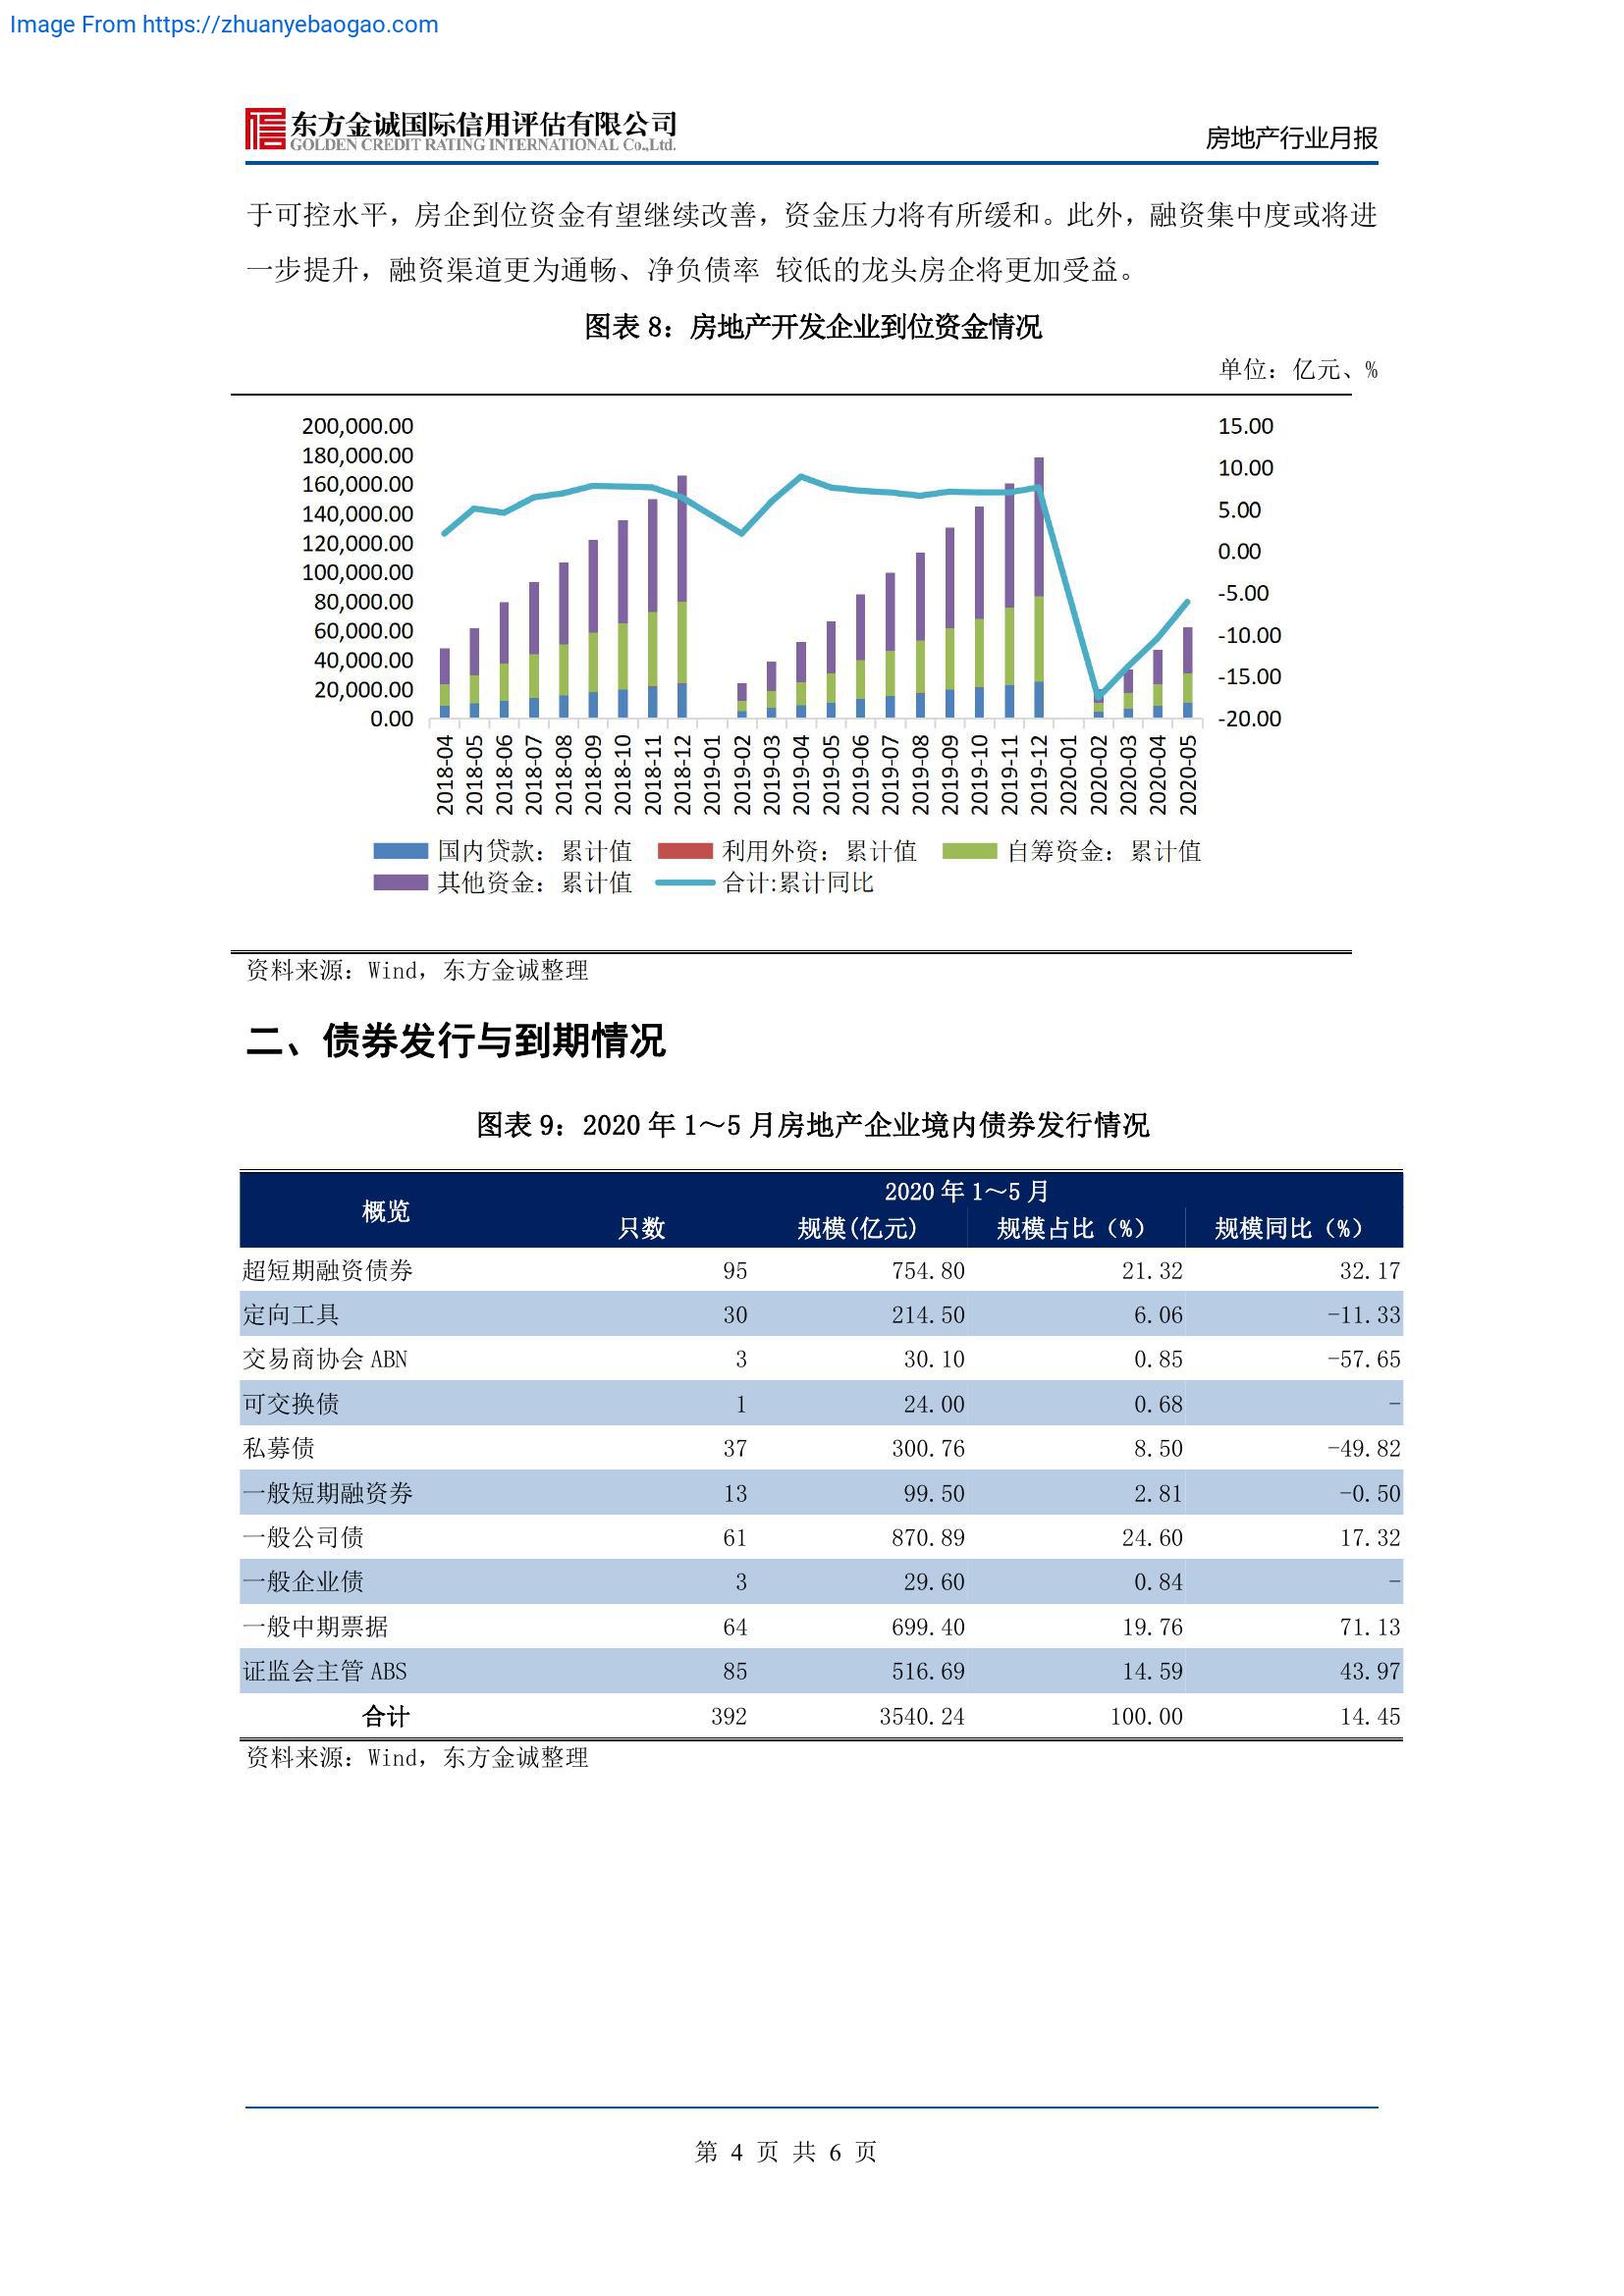 Image From https://zhuanyebaogao.com
东方金诚国际信用评估有限公司
GOLDEN CREDIT RATING INTERNATIONAL Co.,Ltd.
房地产行业月报
于可控水平，房企到位资金有望继续改善，资金压力将有所缓和。此外，融资集中度或将进
一步提升，融资渠道更为通畅、净负债率 较低的龙头房企将更加受益。
图表 8：房地产开发企业到位资金情况
单位：亿元、%
200,000.00 15.00
180,000.00 10.00
160,000.00 5.00
140,000.00 0.00
120,000.00 -5.00
100,000.00 -10.00
80,000.00 -15.00
60,000.00 -20.00
40,000.00
20,000.00
0.00
2018-04 2018-05 2018-06 2018-07 2018-08 2018-09 2018-10 2018-11 2018-12 2019-01 2019-02 2019-03 2019-04 2019-05 2019-06 2019-07 2019-08 2019-09 2019-10 2019-11 2019-12 2020-01 2020-02 2020-03 2020-04 2020-05
国内贷款：累计值 利用外资：累计值 自筹资金：累计值
其他资金：累计值 合计:累计同比
资料来源：Wind，东方金诚整理
二、债券发行与到期情况
图表 9：2020 年 1～5 月房地产企业境内债券发行情况
概览 2020 年 1～5 月
只数 规模(亿元) 规模占比（%） 规模同比（%）
超短期融资债券 95 754.80 21.32 32.17
定向工具 30 214.50 6.06 -11.33
交易商协会 ABN 3 30.10 0.85 -57.65
可交换债 1 24.00 0.68 -
私募债 37 300.76 8.50 -49.82
一般短期融资券 13 99.50 2.81 -0.50
一般公司债 61 870.89 24.60 17.32
一般企业债 3 29.60 0.84 -
一般中期票据 64 699.40 19.76 71.13
证监会主管 ABS 85 516.69 14.59 43.97
合计 392 3540.24 100.00 14.45
资料来源：Wind，东方金诚整理
第 4 页 共 6 页